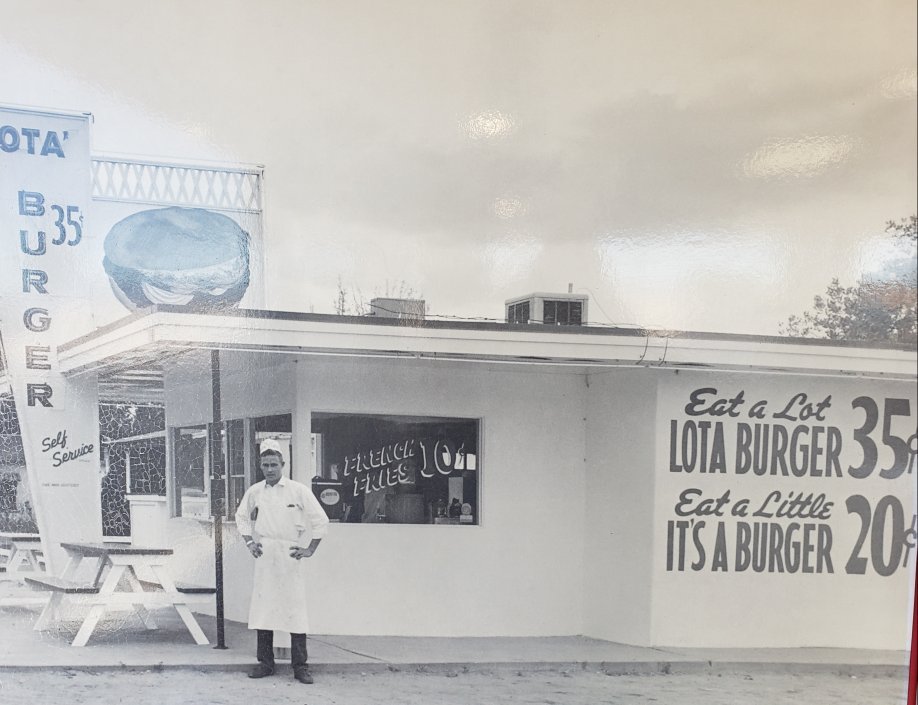 OTA'
BURGER
35¢
Self
Service
FRENCH
FRIES 10¢
Eat a Lot
LOTA BURGER 35¢
Eat a Little
IT'S A BURGER 20¢